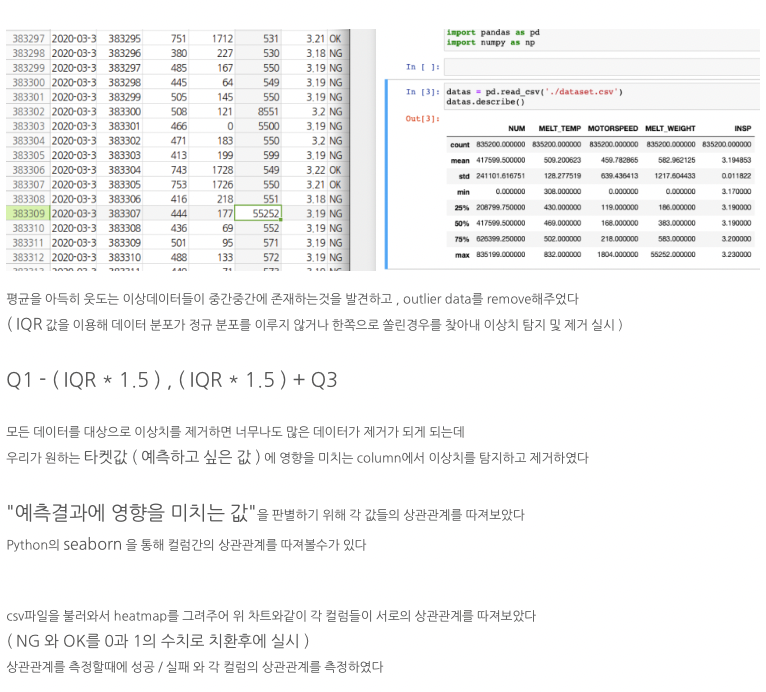 383297 2020-03-3 383295 751 1712 531 3,21 OK
383298 2020-03-3 383296 380 227 530 3,18 NG
383299 2020-03-3 383297 485 167 550 3,19 NG
383300 2020-03-3 383298 445 64 549 3,19 NG
383301 2020-03-3 383299 505 145 550 3,19 NG
383302 2020-03-3 383300 508 121 8551 3,2 NG
383303 2020-03-3 383301 466 0 5500 3,19 NG
383304 2020-03-3 383302 471 183 550 3,2 NG
383305 2020-03-3 383303 413 199 599 3,19 NG
383306 2020-03-3 383304 743 1728 549 3,22 OK
383307 2020-03-3 383305 753 1726 550 3,21 OK
383308 2020-03-3 383306 416 218 551 3,18 NG
383309 2020-03-3 383307 444 177 55252 3,19 NG
383310 2020-03-3 383308 436 69 552 3,19 NG
383311 2020-03-3 383309 501 95 571 3,19 NG
383312 2020-03-3 383310 488 133 572 3,19 NG
import pandas as pd
import numpy as np
In [ ]:
In [3]: datas = pd.read_csv('./dataset.csv')
datas.describe()
Out[3]:
NUM MELT_TEMP MOTORSPEED MELT_WEIGHT INSP
count 835200.000000 835200.000000 835200.000000 835200.000000 835200.000000
mean 417599.500000 509.200623 459.782865 582.962125 3.194853
std 241101.616751 128.277519 639.436413 1217.604433 0.011822
min 0.000000 308.000000 0.000000 0.000000 3.170000
25% 208799.750000 430.000000 119.000000 186.000000 3.190000
50% 417599.500000 469.000000 168.000000 383.000000 3.190000
75% 626399.250000 502.000000 218.000000 583.000000 3.200000
max 835199.000000 832.000000 1804.000000 55252.000000 3.230000
평균을 아득히 웃도는 이상데이터들이 중간중간에 존재하는것을 발견하고 , outlier data를 remove해주었다
( IQR 값을 이용해 데이터 분포가 정규 분포를 이루지 않거나 한쪽으로 쏠린경우를 찾아내 이상치 탐지 및 제거 실시 )
Q1 - ( IQR * 1.5 ) , ( IQR * 1.5 ) + Q3
모든 데이터를 대상으로 이상치를 제거하면 너무나도 많은 데이터가 제거가 되게 되는데
우리가 원하는 타켓값 ( 예측하고 싶은 값 ) 에 영향을 미치는 column에서 이상치를 탐지하고 제거하였다
"예측결과에 영향을 미치는 값"을 판별하기 위해 각 값들의 상관관계를 따져보았다
Python의 seaborn 을 통해 컬럼간의 상관관계를 따져볼수가 있다
csv파일을 불러와서 heatmap를 그려주어 위 차트와같이 각 컬럼들이 서로의 상관관계를 따져보았다
( NG 와 OK를 0과 1의 수치로 치환후에 실시 )
상관관계를 측정할때에 성공 / 실패 와 각 컬럼의 상관관계를 측정하였다